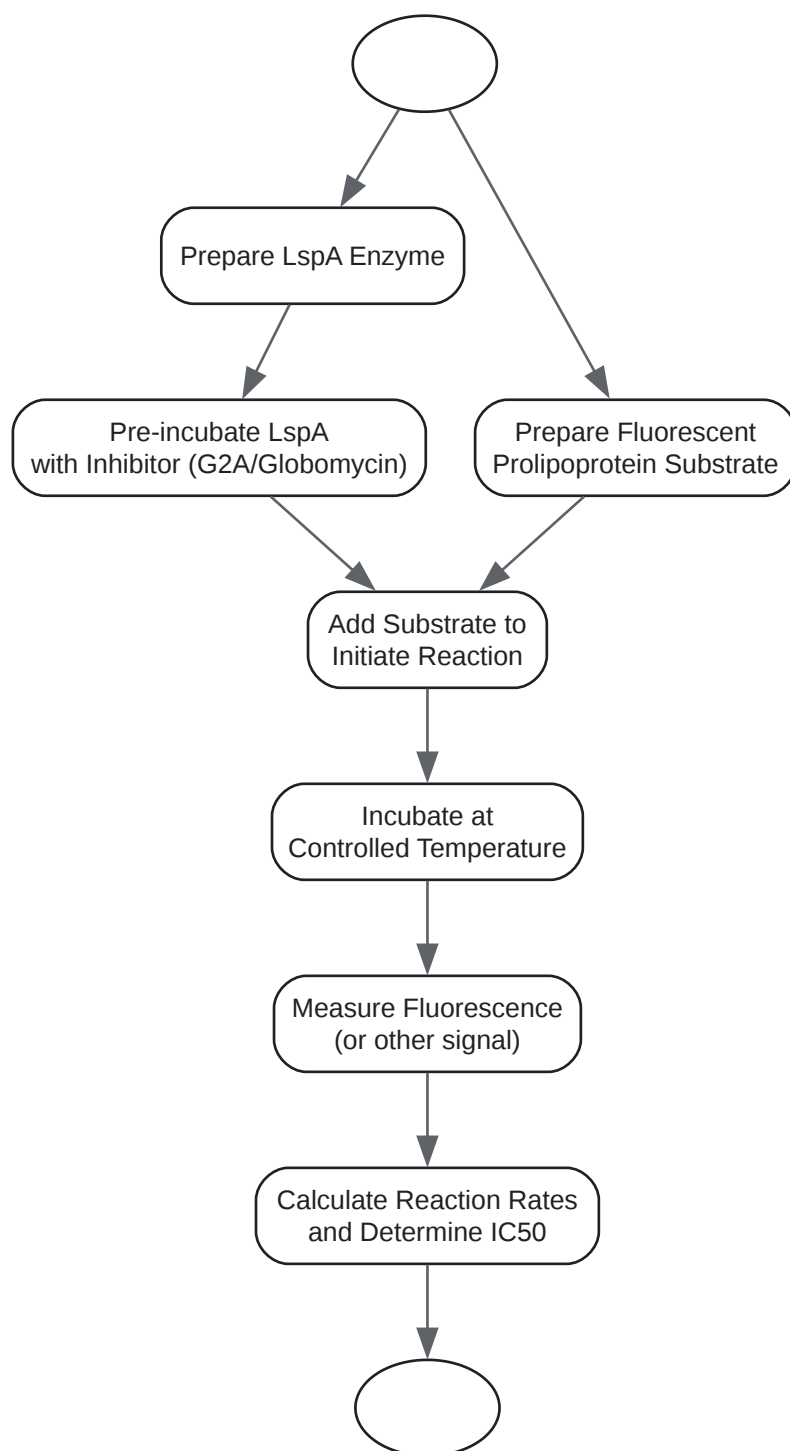 Prepare LspA Enzyme
Pre-incubate LspA
with Inhibitor (G2A/Globomycin)
Prepare Fluorescent
Prolipoprotein Substrate
Add Substrate to
Initiate Reaction
Incubate at
Controlled Temperature
Measure Fluorescence
(or other signal)
Calculate Reaction Rates
and Determine IC50